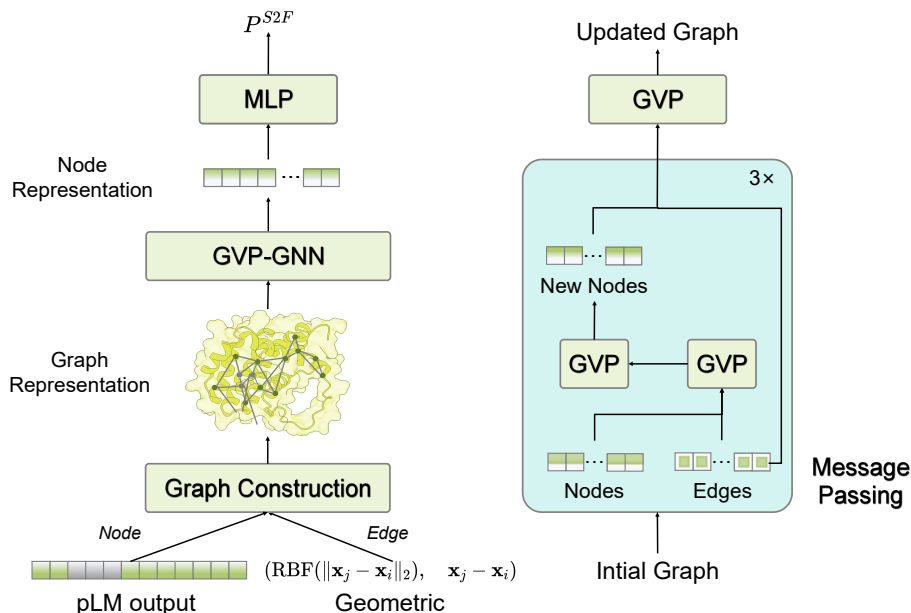 P^{S2F}
MLP
Node
Representation
...
GVP-GNN
Graph
Representation
Graph Construction
Node
Edge
(RBF(∥x_j − x_i∥_2), x_j − x_i)
pLM output
Geometric
Updated Graph
GVP
3×
...
New Nodes
GVP
GVP
...
...
Nodes
Edges
Message
Passing
Intial Graph